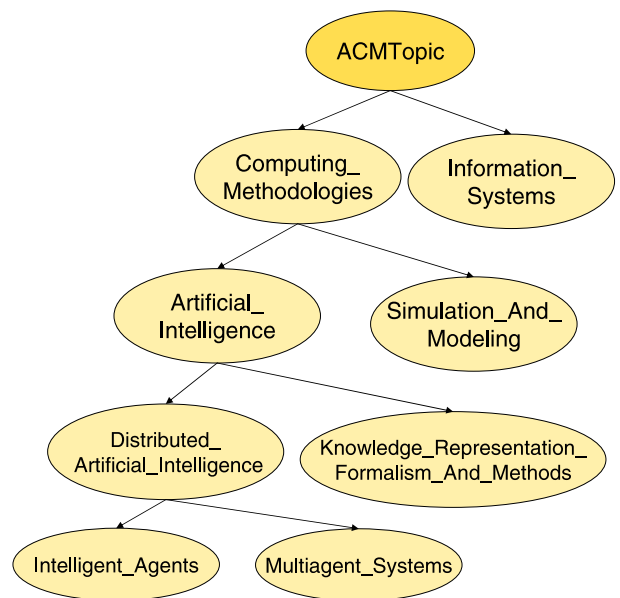 ACMTopic
Computing_
Methodologies
Information_
Systems
Artificial_
Intelligence
Simulation_And_
Modeling
Distributed_
Artificial_Intelligence
Knowledge_Representation_
Formalism_And_Methods
Intelligent_Agents
Multiagent_Systems